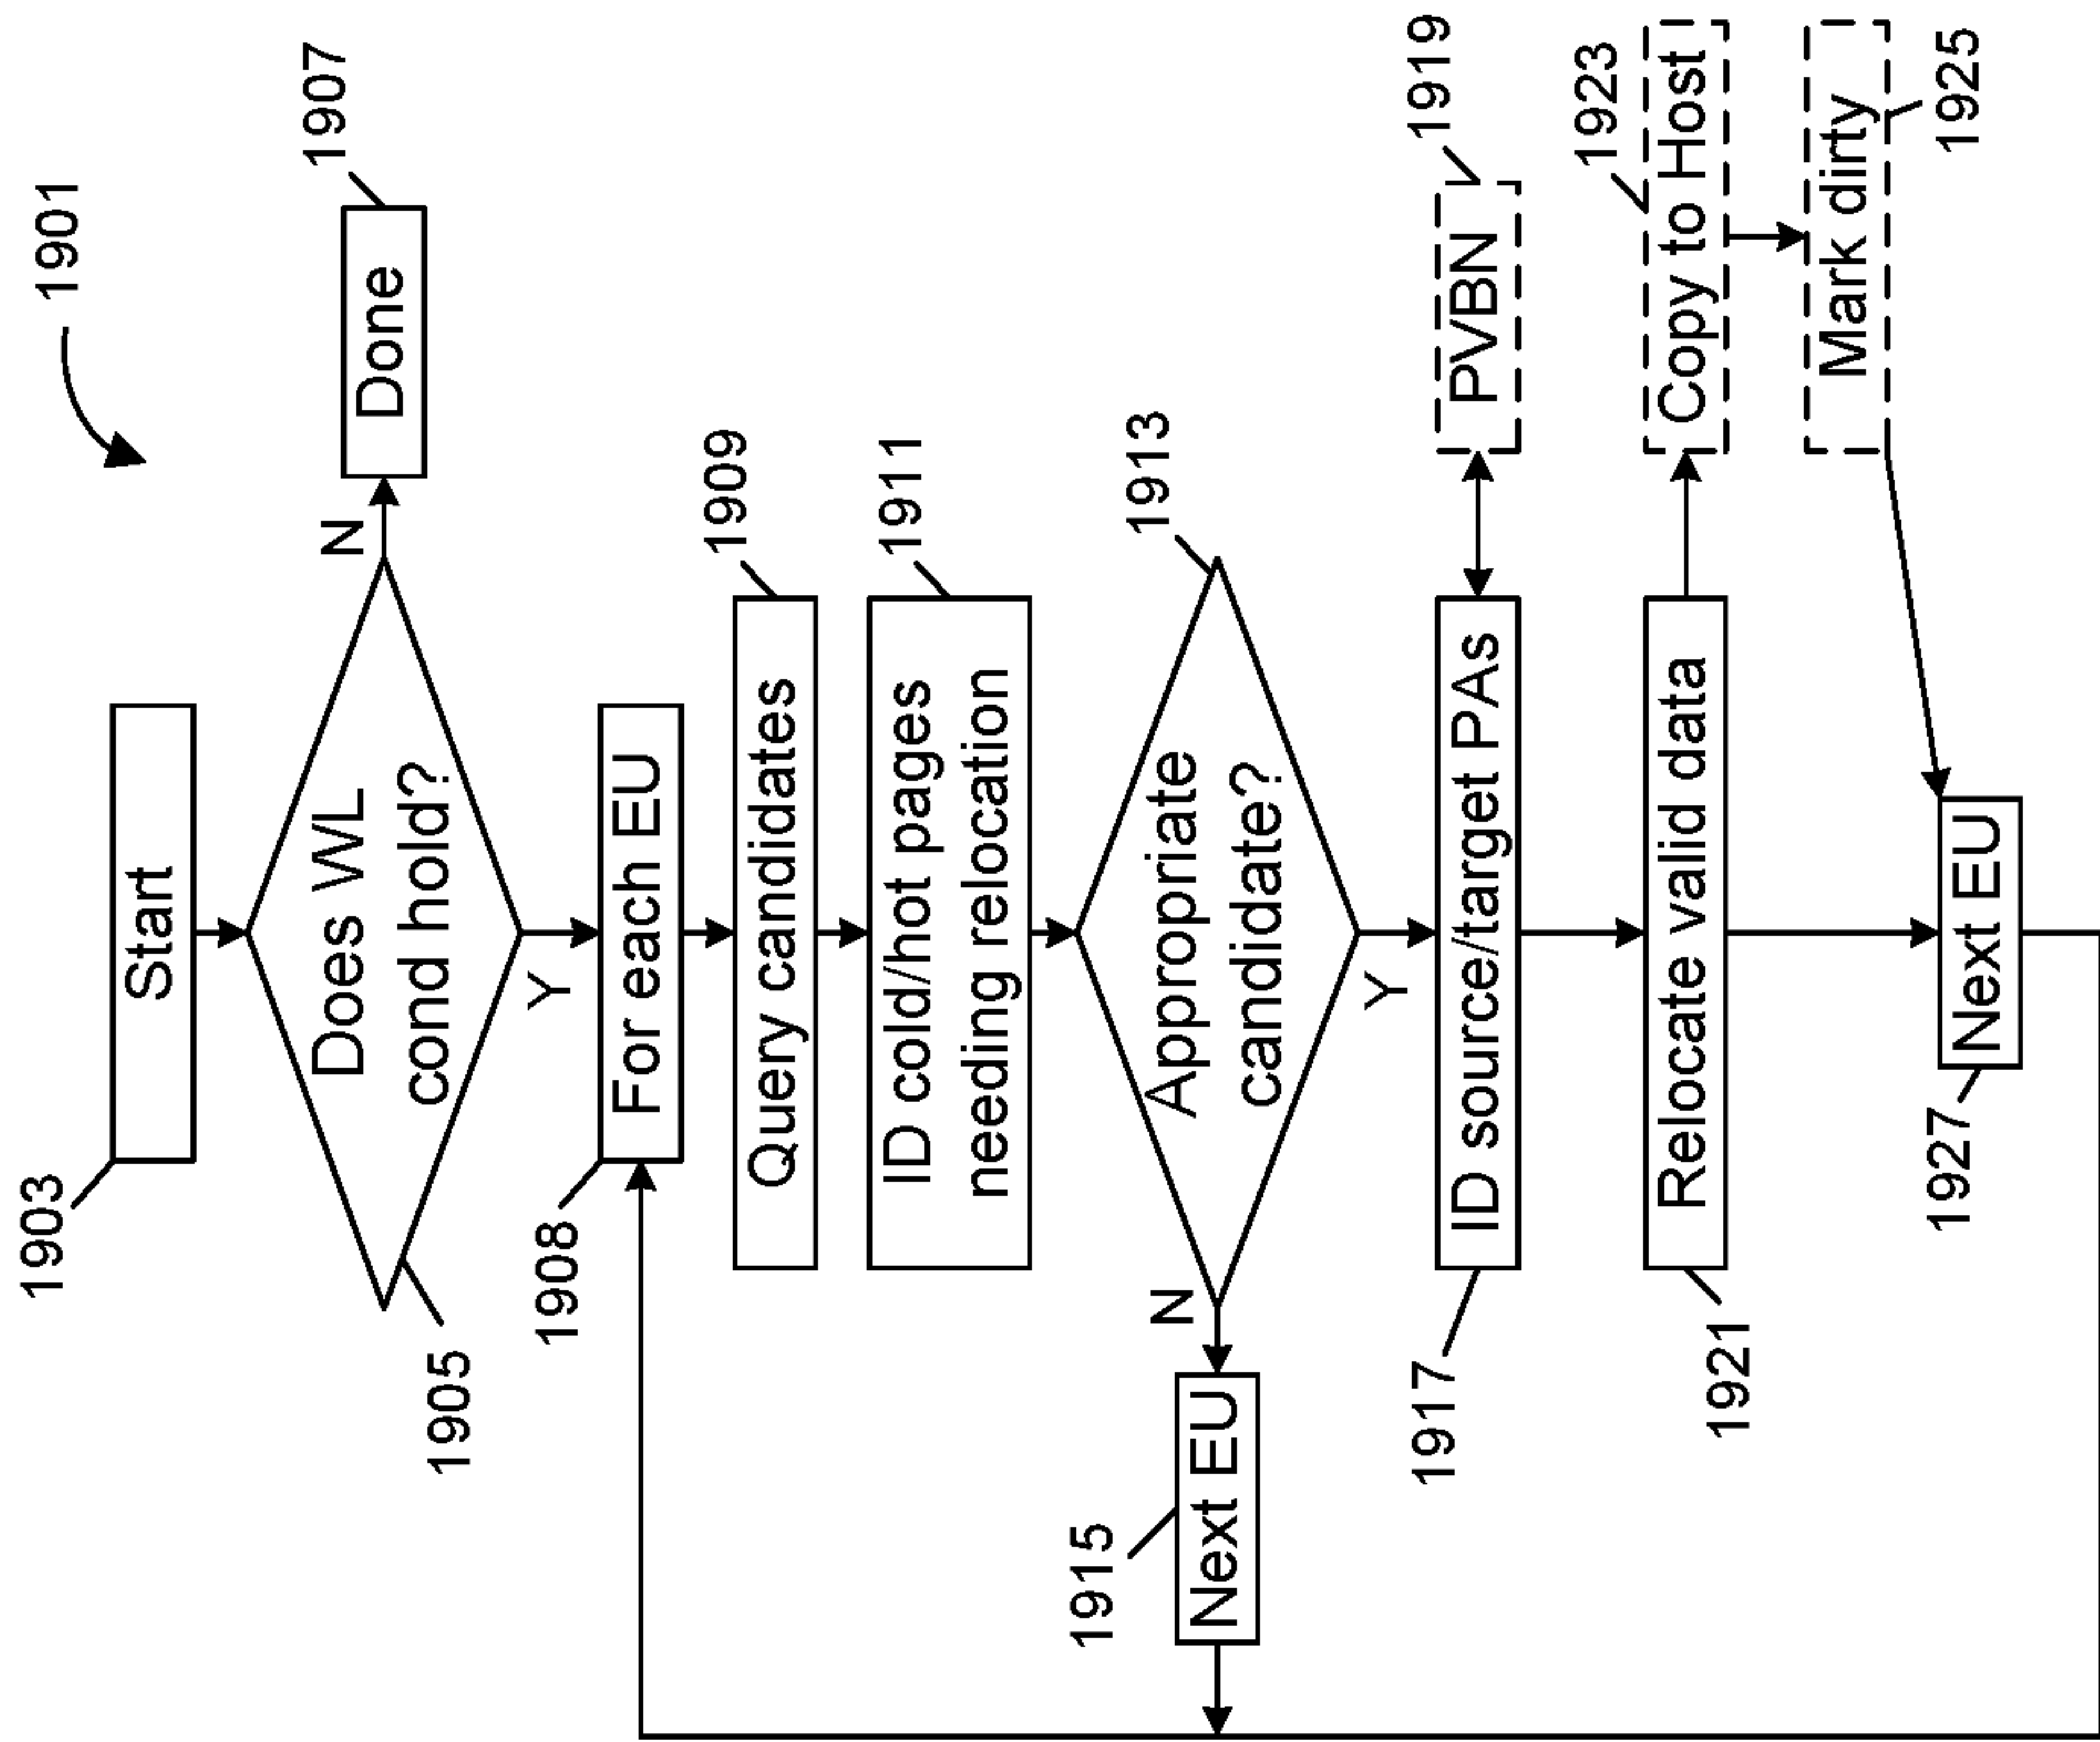 1901
1903
Start
1905
Does WL
cond hold?
N
1907
Done
Y
1908
For each EU
1909
Query candidates
1911
ID cold/hot pages
needing relocation
1913
Appropriate
candidate?
N
1915
Next EU
Y
1917
ID source/target PAs
1919
PVBN
1921
Relocate valid data
1923
Copy to Host
Mark dirty
1925
1927
Next EU